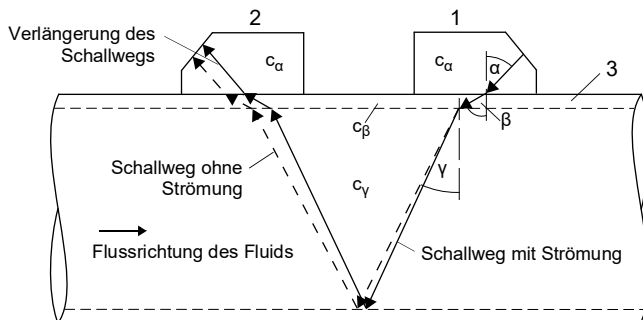 2
1
Verlängerung des
Schallwegs
cα
cα
α
3
cβ
β
Schallweg ohne
Strömung
cγ
γ
Flussrichtung des Fluids
Schallweg mit Strömung